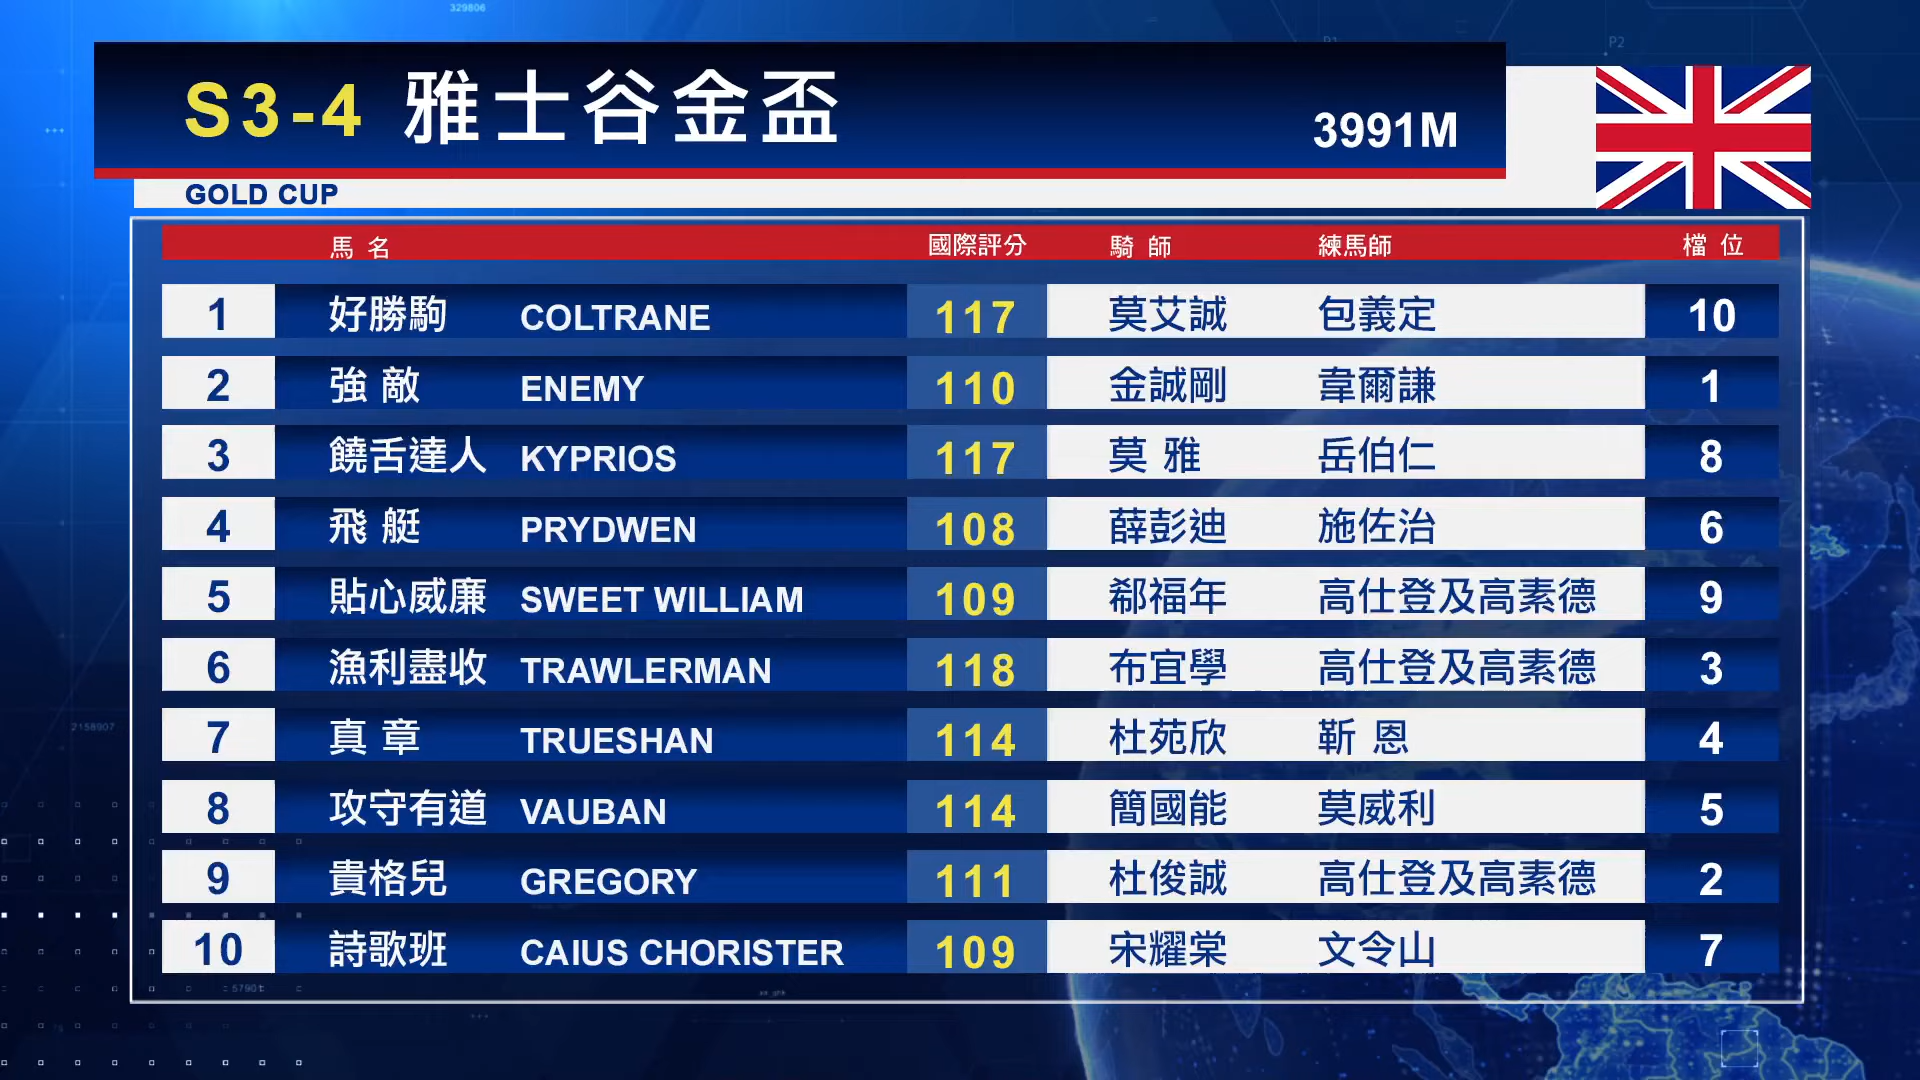 329806
P1
P2
S3-4 雅士谷金盃 3991M
GOLD CUP
馬名 國際評分 騎師 練馬師 檔位
1 好勝駒 COLTRANE 117 莫艾誠 包義定 10
2 強敵 ENEMY 110 金誠剛 韋爾謙 1
3 饒舌達人 KYPRIOS 117 莫雅 岳伯仁 8
4 飛艇 PRYDWEN 108 薛彭迪 施佐治 6
5 貼心威廉 SWEET WILLIAM 109 郗福年 高仕登及高素德 9
6 漁利盡收 TRAWLERMAN 118 布宜學 高仕登及高素德 3
7 真章 TRUESHAN 114 杜苑欣 靳恩 4
2158907
8 攻守有道 VAUBAN 114 簡國能 莫威利 5
9 貴格兒 GREGORY 111 杜俊誠 高仕登及高素德 2
10 詩歌班 CAIUS CHORISTER 109 宋耀棠 文令山 7